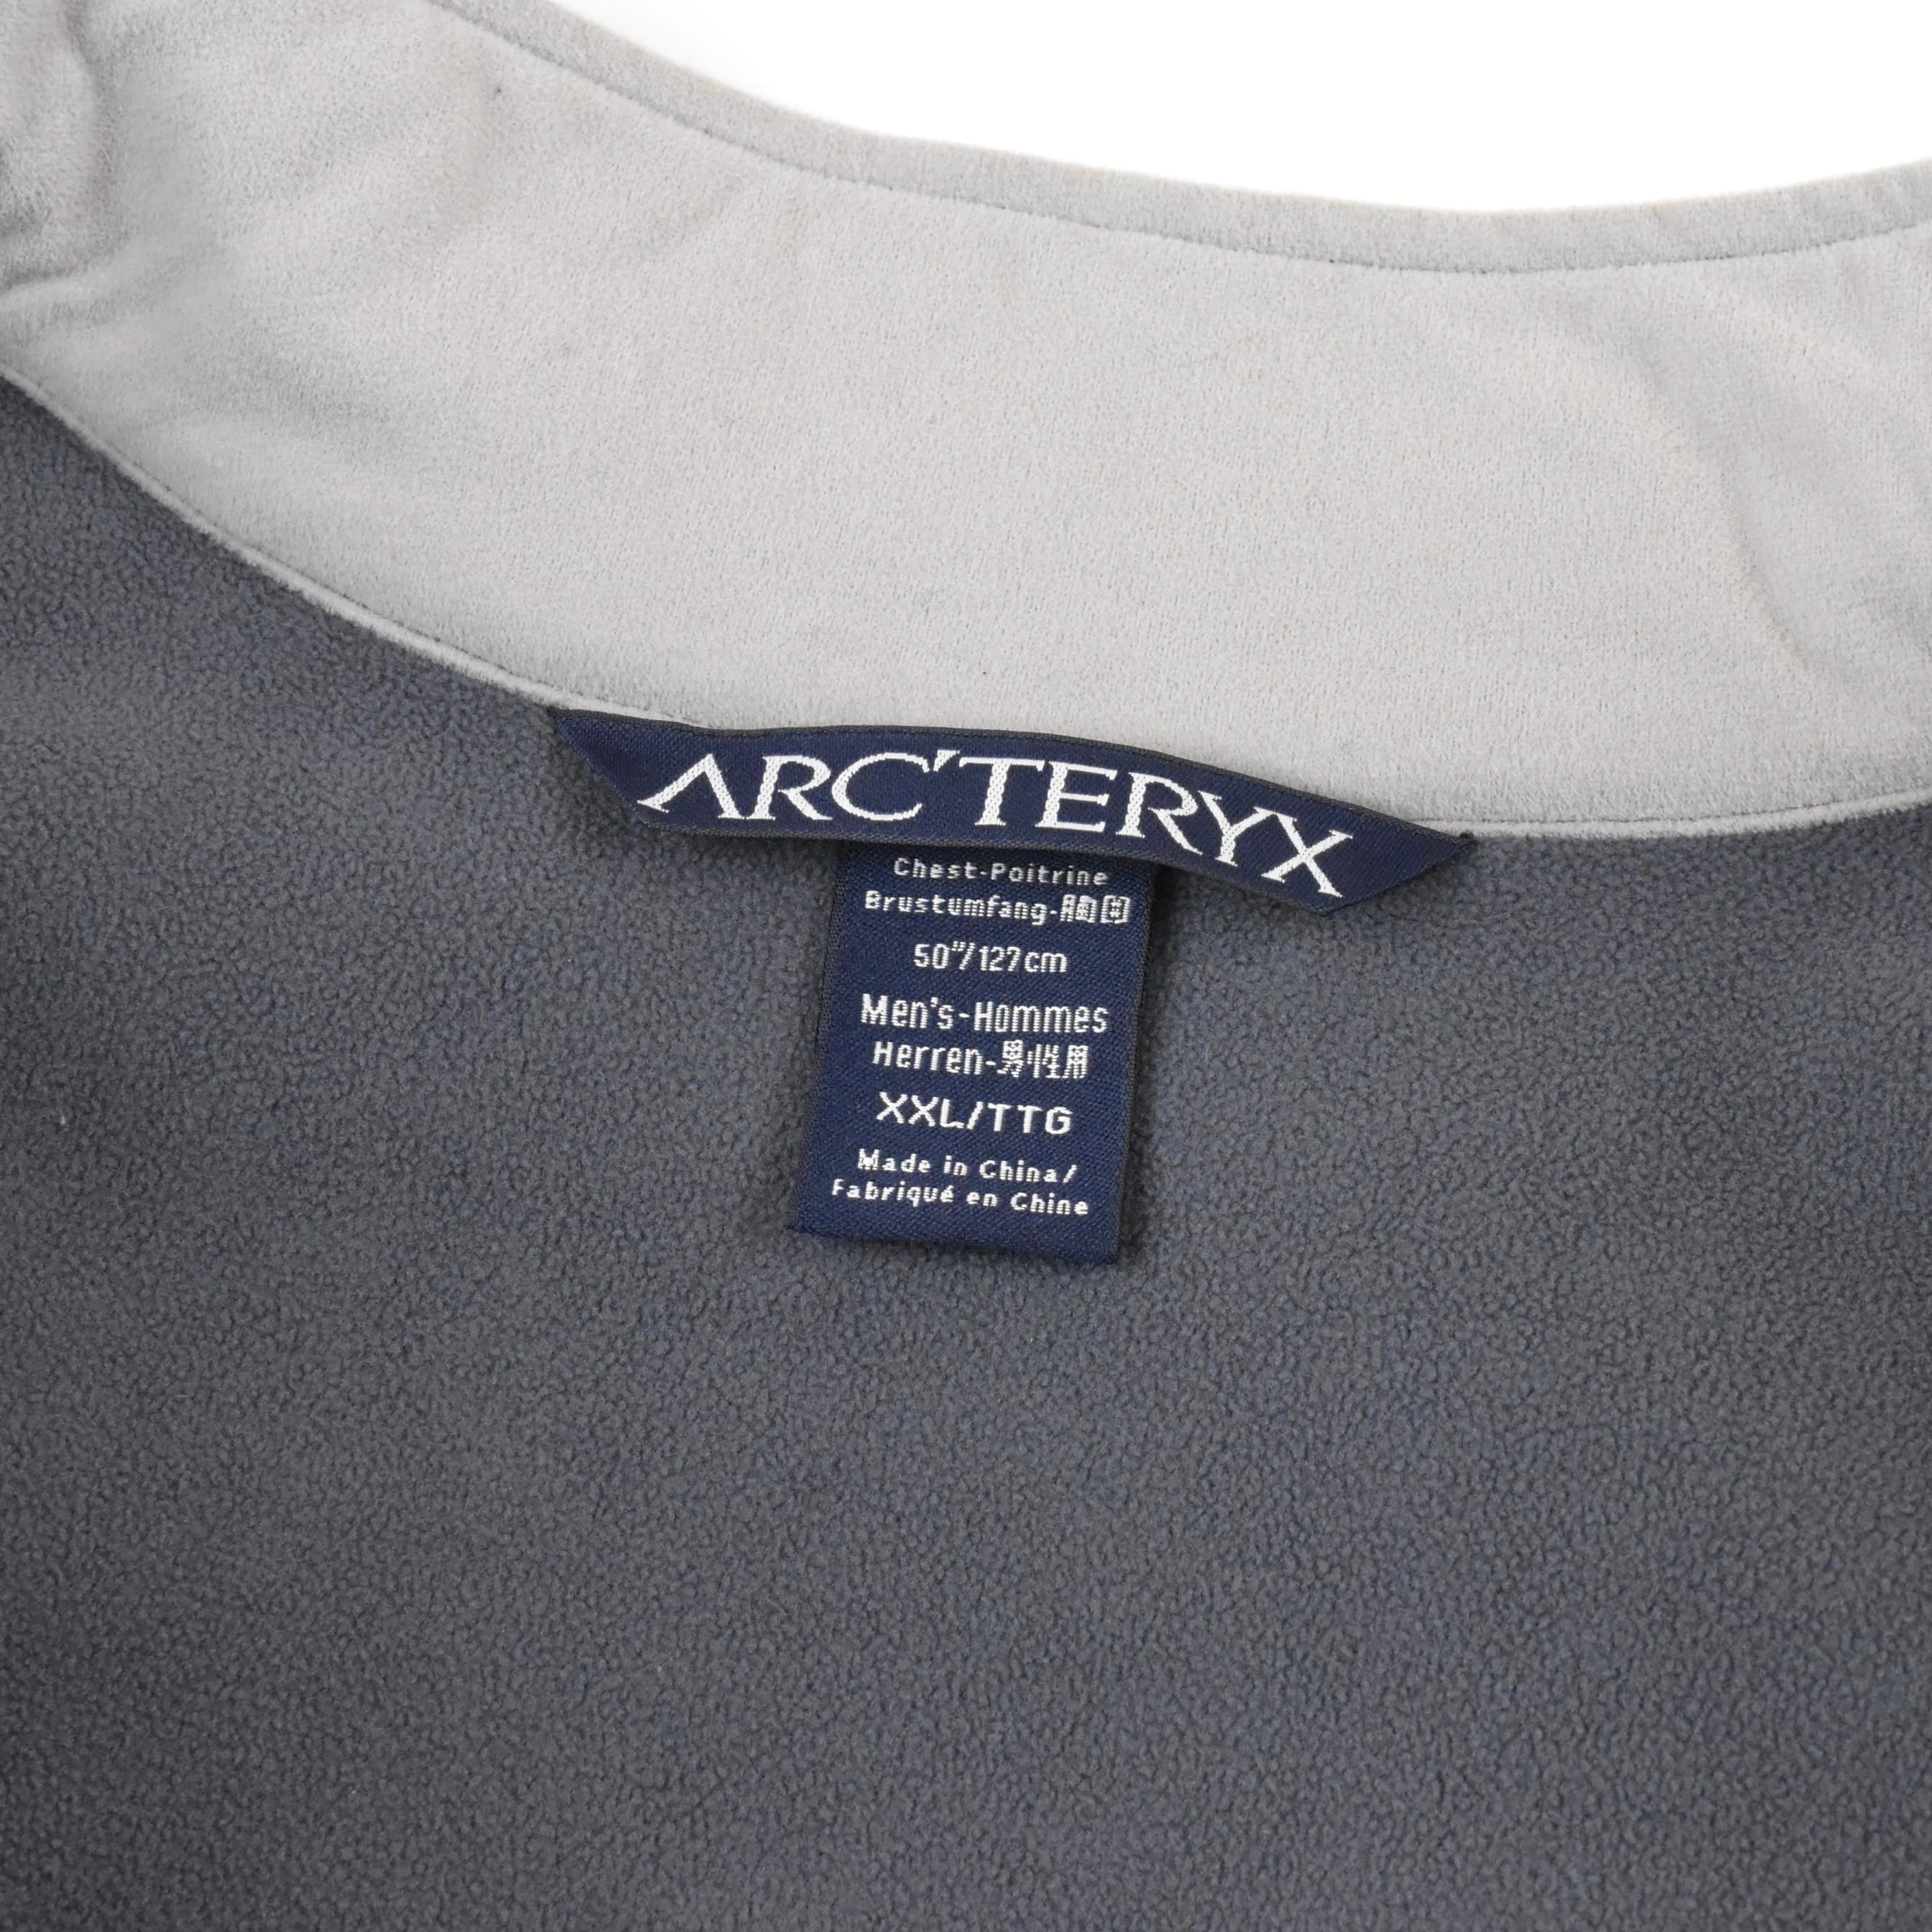 ARC'TERYX
Chest-Poitrine
Brustumfang-胸囲
50"/127cm
Men's-Hommes
Herren-男性用
XXL/TTG
Made in China/
Fabriqué en Chine